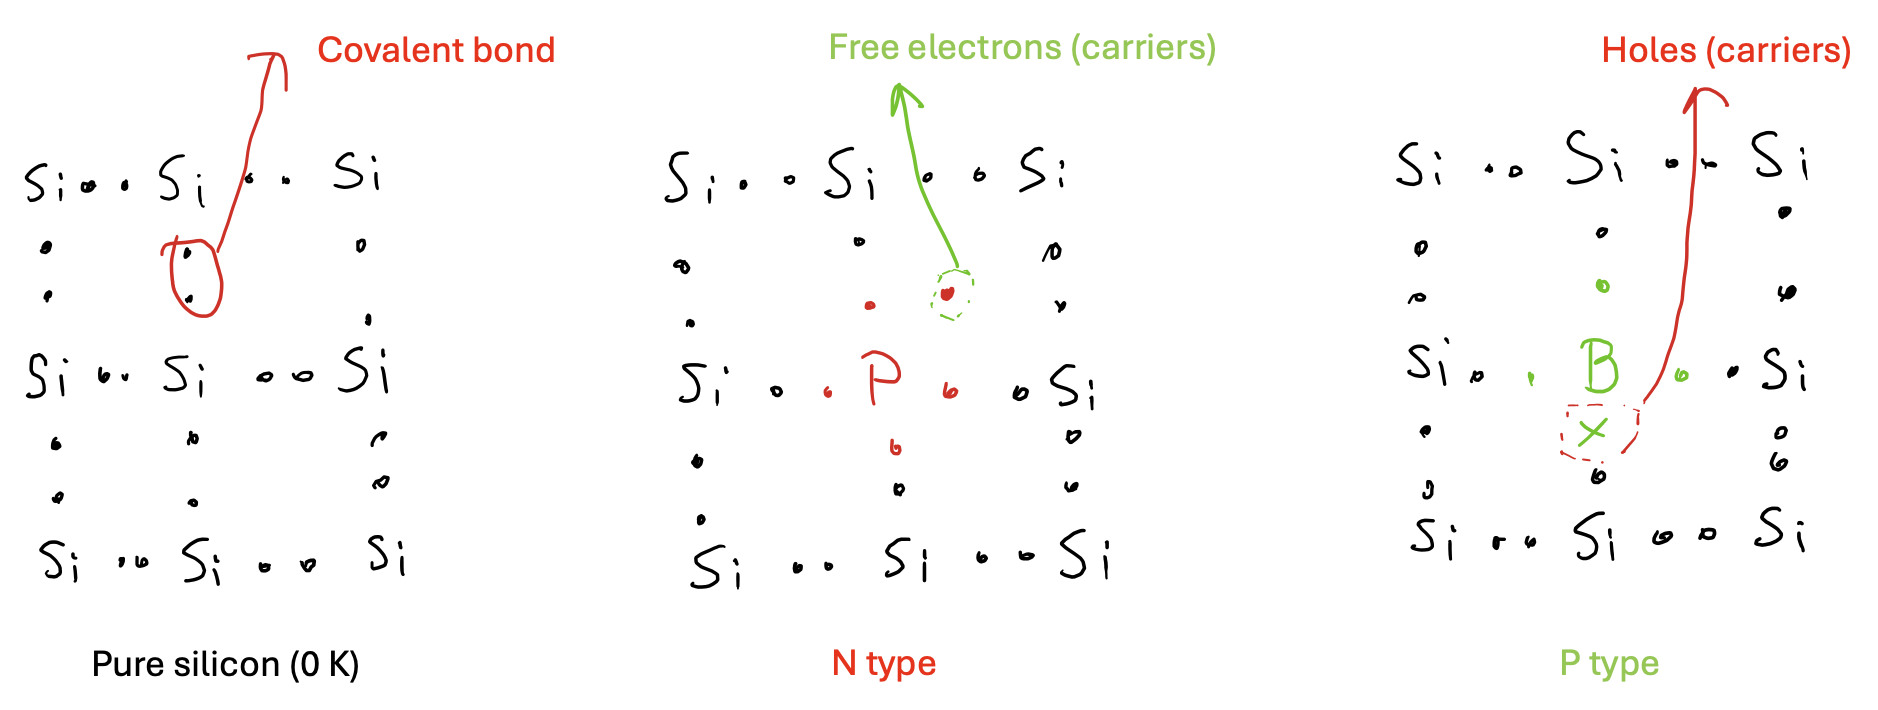 Covalent bond
Free electrons (carriers)
Holes (carriers)
Si Si Si
Si Si Si
Si Si Si
Pure silicon (0 K)
Si Si Si
Si P Si
Si Si Si
N type
Si Si Si
Si B Si
X
Si Si Si
P type